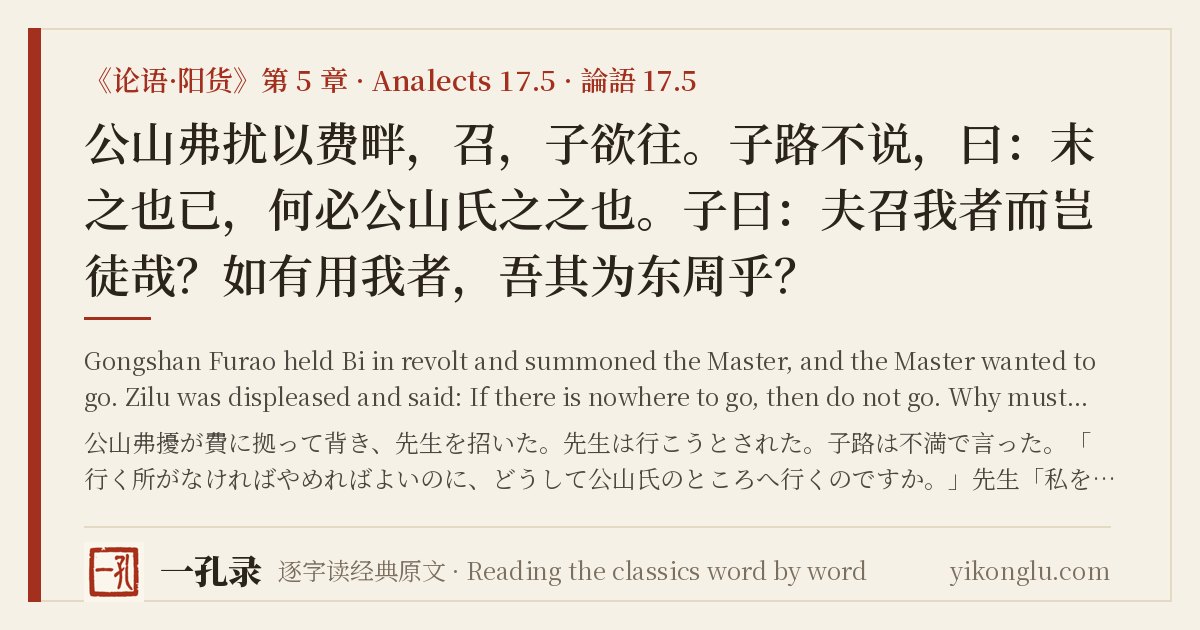 《论语·阳货》第 5 章 · Analects 17.5 · 論語 17.5
公山弗扰以费畔，召，子欲往。子路不说，曰：末
之也已，何必公山氏之之也。子曰：夫召我者而岂
徒哉？如有用我者，吾其为东周乎？
Gongshan Furao held Bi in revolt and summoned the Master, and the Master wanted to
go. Zilu was displeased and said: If there is nowhere to go, then do not go. Why must…
公山弗擾が費に拠って背き、先生を招いた。先生は行こうとされた。子路は不満で言った。「
行く所がなければやめればよいのに、どうして公山氏のところへ行くのですか。」先生「私を…
一孔
一孔录 逐字读经典原文 · Reading the classics word by word yikonglu.com